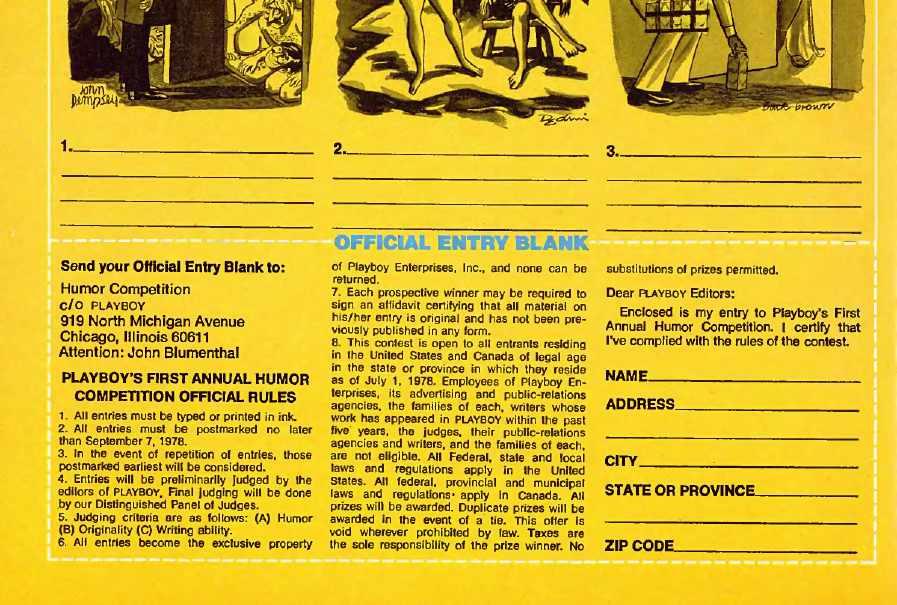 John
Dempsey
Dedini
buck brown
1.
2.
3.
OFFICIAL ENTRY BLANK
Send your Official Entry Blank to:
Humor Competition
c/o PLAYBOY
919 North Michigan Avenue
Chicago, Illinois 60611
Attention: John Blumenthal
PLAYBOY'S FIRST ANNUAL HUMOR
COMPETITION OFFICIAL RULES
1. All entries must be typed or printed in ink.
2. All entries must be postmarked no later
than September 7, 1978.
3. In the event of repetition of entries, those
postmarked earliest will be considered.
4. Entries will be preliminarily judged by the
editors of PLAYBOY. Final judging will be done
by our Distinguished Panel of Judges.
5. Judging criteria are as follows: (A) Humor
(B) Originality (C) Writing ability.
6. All entries become the exclusive property
of Playboy Enterprises, Inc., and none can be
returned.
7. Each prospective winner may be required to
sign an affidavit certifying that all material on
his/her entry is original and has not been pre-
viously published in any form.
8. This contest is open to all entrants residing
in the United States and Canada of legal age
in the state or province in which they reside
as of July 1, 1978. Employees of Playboy En-
terprises, its advertising and public-relations
agencies, the families of each, writers whose
work has appeared in PLAYBOY within the past
five years, the judges, their public-relations
agencies and writers, and the families of each,
are not eligible. All Federal, state and local
laws and regulations apply in the United
States. All federal, provincial and municipal
laws and regulations apply in Canada. All
prizes will be awarded. Duplicate prizes will be
awarded in the event of a tie. This offer is
void wherever prohibited by law. Taxes are
the sole responsibility of the prize winner. No
substitutions of prizes permitted.
Dear PLAYBOY Editors:
Enclosed is my entry to Playboy's First
Annual Humor Competition. I certify that
I've complied with the rules of the contest.
NAME
ADDRESS
CITY
STATE OR PROVINCE
ZIP CODE